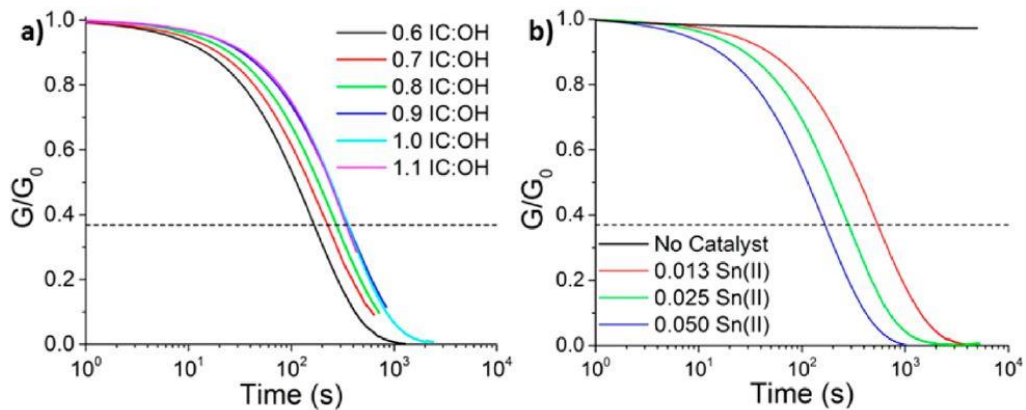 a)
G/G0
1.0
0.8
0.6
0.4
0.2
0.0
0.6 IC:OH
0.7 IC:OH
0.8 IC:OH
0.9 IC:OH
1.0 IC:OH
1.1 IC:OH
10^0 10^1 10^2 10^3 10^4
Time (s)
b)
G/G0
1.0
0.8
0.6
0.4
0.2
0.0
No Catalyst
0.013 Sn(II)
0.025 Sn(II)
0.050 Sn(II)
10^0 10^1 10^2 10^3 10^4
Time (s)